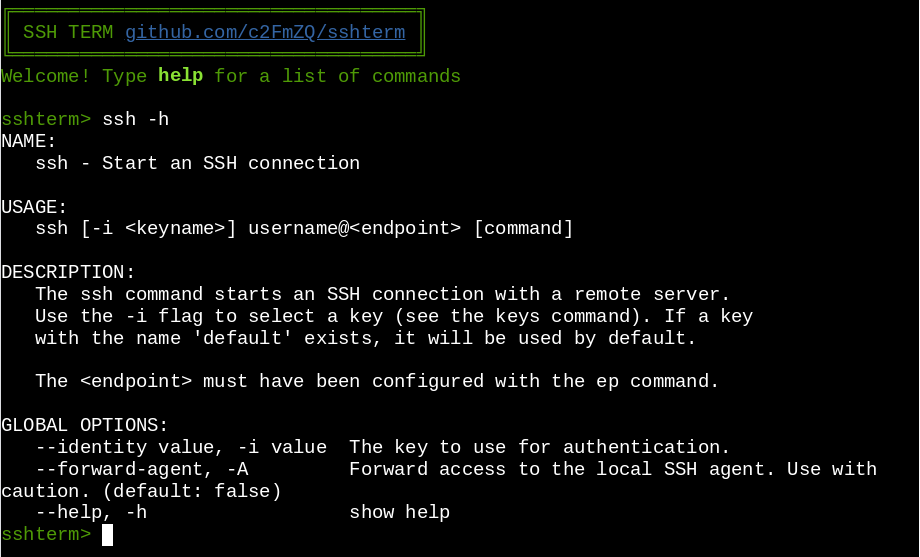 SSH TERM github.com/c2FmZQ/sshterm
Welcome! Type help for a list of commands
sshterm> ssh -h
NAME:
   ssh - Start an SSH connection
USAGE:
   ssh [-i <keyname>] username@<endpoint> [command]
DESCRIPTION:
   The ssh command starts an SSH connection with a remote server.
   Use the -i flag to select a key (see the keys command). If a key
   with the name 'default' exists, it will be used by default.
   The <endpoint> must have been configured with the ep command.
GLOBAL OPTIONS:
   --identity value, -i value  The key to use for authentication.
   --forward-agent, -A         Forward access to the local SSH agent. Use with
caution. (default: false)
   --help, -h                  show help
sshterm>